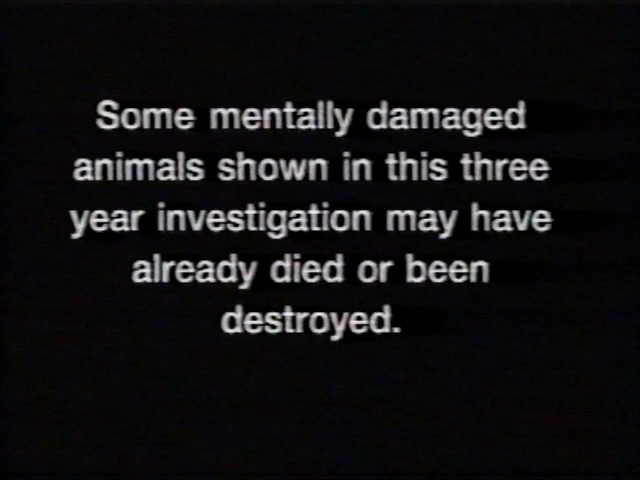 Some mentally damaged
animals shown in this three
year investigation may have
already died or been
destroyed.